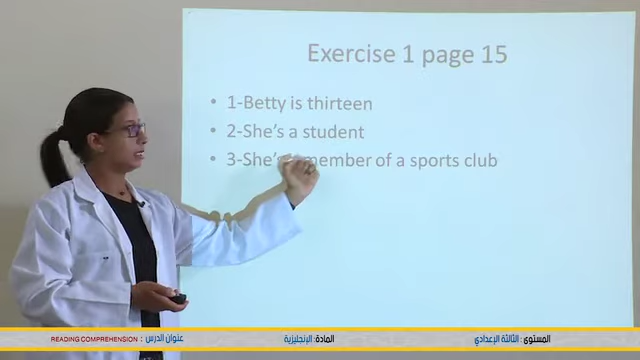 Exercise 1 page 15
• 1-Betty is thirteen
• 2-She's a student
• 3-She's member of a sports club
المستوى : الثالثة الإعدادي المادة: الإنجليزية عنوان الدرس : READING COMPREHENSION